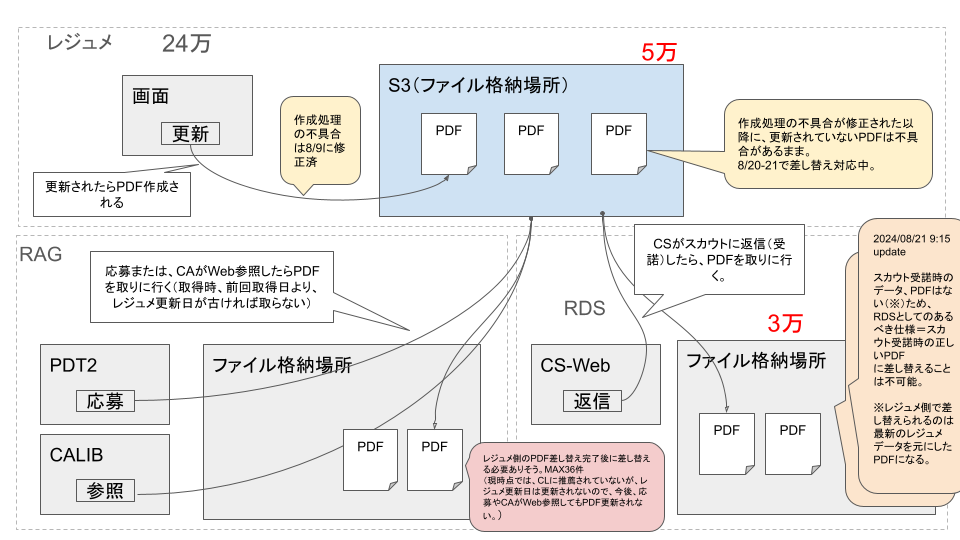 レジュメ 24万
5万
画面
更新
更新されたらPDF作成さ
れる
作成処理
の不具合
は8/9に修
正済
S3（ファイル格納場所）
PDF
PDF
PDF
作成処理の不具合が修正された以
降に、更新されていないPDFは不具
合があるまま。
8/20-21で差し替え対応中。
RAG
応募または、CAがWeb参照したらPDF
を取りに行く（取得時、前回取得日より、
レジュメ更新日が古ければ取らない）
PDT2
応募
CALIB
参照
ファイル格納場所
PDF
PDF
レジュメ側のPDF差し替え完了後に差し替え
る必要ありそう。MAX36件
（現時点では、CLに推薦されていないが、レ
ジュメ更新日は更新されないので、今後、応
募やCAがWeb参照してもPDF更新されな
い。）
RDS
CSがスカウトに返信（受
諾）したら、PDFを取りに行
く。
CS-Web
返信
3万
ファイル格納場所
PDF
PDF
2024/08/21 9:15
update
スカウト受諾時の
データ、PDFはな
い（※）ため、
RDSとしてのある
べき仕様＝スカ
ウト受諾時の正し
いPDF
に差し替えること
は不可能。
※レジュメ側で差
し替えられるのは
最新のレジュメ
データを元にした
PDFになる。